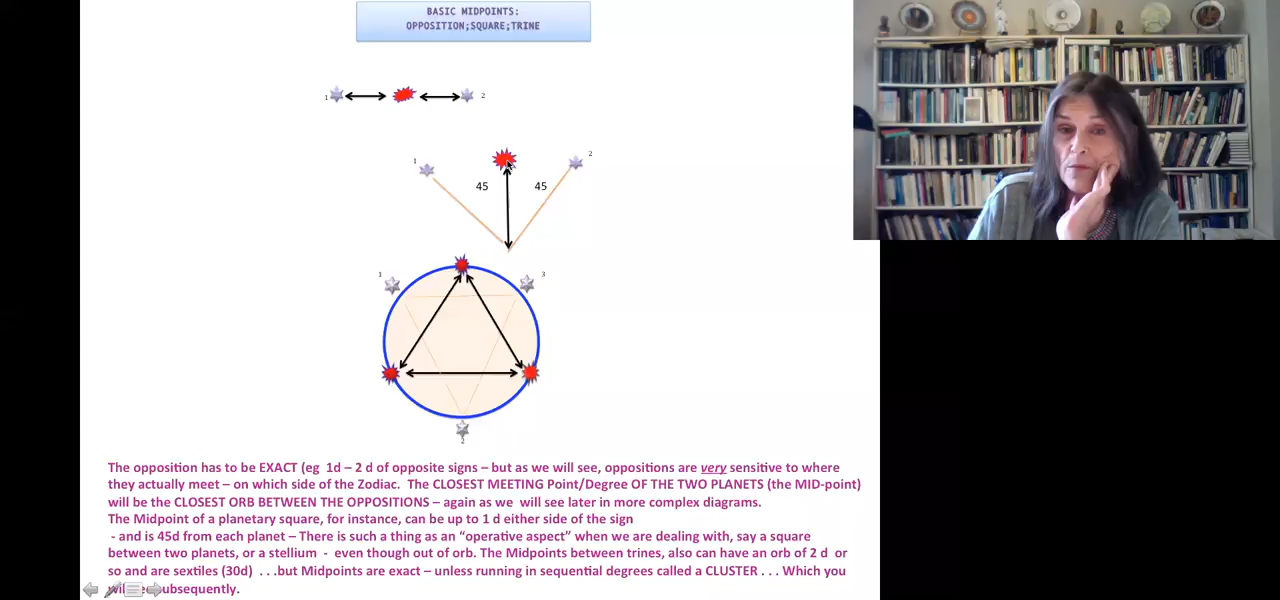 BASIC MIDPOINTS:
OPPOSITION;SQUARE;TRINE
1
2
1
2
45
45
1
3
2
The opposition has to be EXACT (eg 1d – 2 d of opposite signs – but as we will see, oppositions are very sensitive to where
they actually meet – on which side of the Zodiac. The CLOSEST MEETING Point/Degree OF THE TWO PLANETS (the MID-point)
will be the CLOSEST ORB BETWEEN THE OPPOSITIONS – again as we will see later in more complex diagrams.
The Midpoint of a planetary square, for instance, can be up to 1 d either side of the sign
- and is 45d from each planet – There is such a thing as an “operative aspect” when we are dealing with, say a square
between two planets, or a stellium - even though out of orb. The Midpoints between trines, also can have an orb of 2 d or
so and are sextiles (30d) . . .but Midpoints are exact – unless running in sequential degrees called a CLUSTER . . . Which you